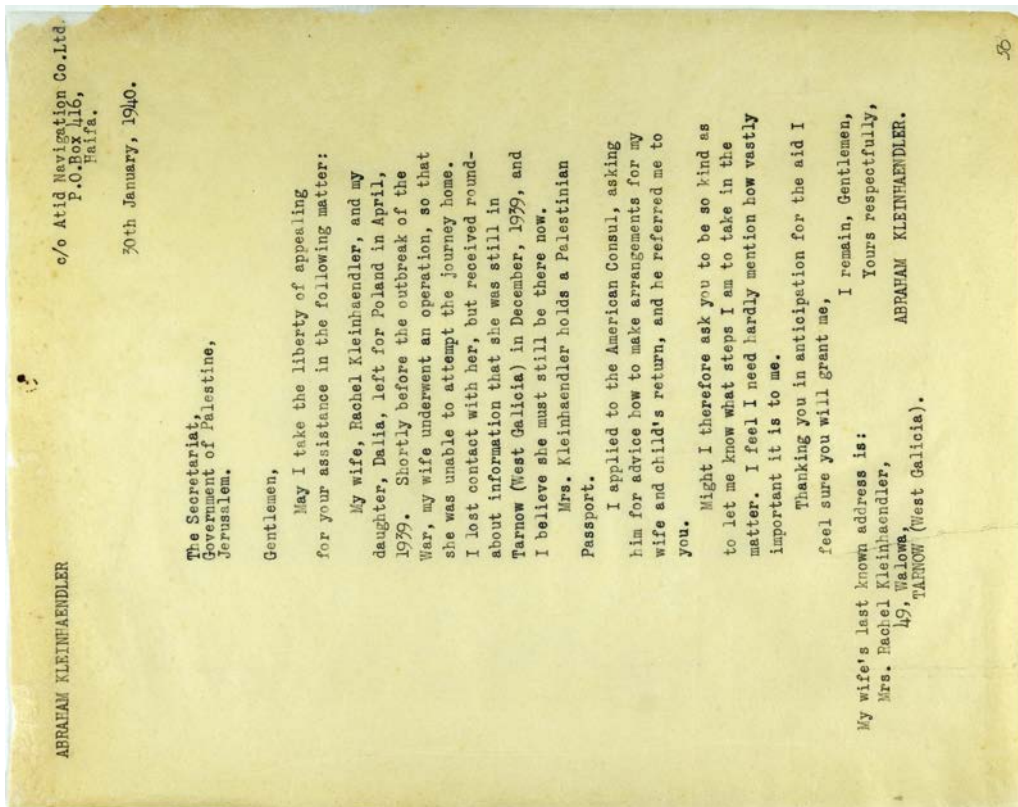 ABRAHAM KLEINHAENDLER
c/o Atid Navigation Co.Ltd.
P.O.Box 416,
Haifa.
30th January, 1940.
The Secretariat,
Government of Palestine,
Jerusalem.
Gentlemen,
May I take the liberty of appealing
for your assistance in the following matter:
My wife, Rachel Kleinhaendler, and my
daughter, Dalia, left for Poland in April,
1939. Shortly before the outbreak of the
War, my wife underwent an operation, so that
she was unable to attempt the journey home.
I lost contact with her, but received round-
about information that she was still in
Tarnow (West Galicia) in December, 1939, and
I believe she must still be there now.
Mrs. Kleinhaendler holds a Palestinian
Passport.
I applied to the American Consul, asking
him for advice how to make arrangements for my
wife and child's return, and he referred me to
you.
Might I therefore ask you to be so kind as
to let me know what steps I am to take in the
matter. I feel I need hardly mention how vastly
important it is to me.
Thanking you in anticipation for the aid I
feel sure you will grant me,
I remain, Gentlemen,
Yours respectfully,
ABRAHAM KLEINHAENDLER.
My wife's last known address is:
Mrs. Rachel Kleinhaendler,
49, Walowa,
TARNOW (West Galicia).